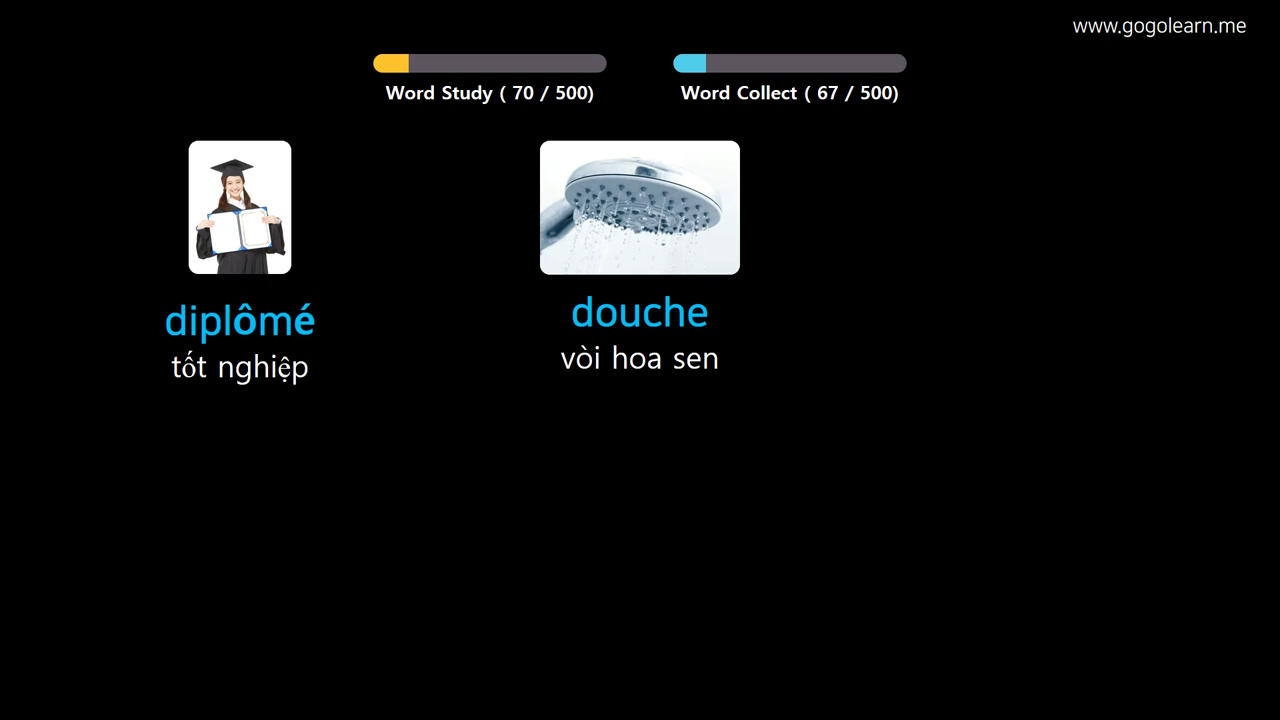 www.gogolearn.me
Word Study ( 70 / 500)
Word Collect ( 67 / 500)
diplômé
tốt nghiệp
douche
vòi hoa sen